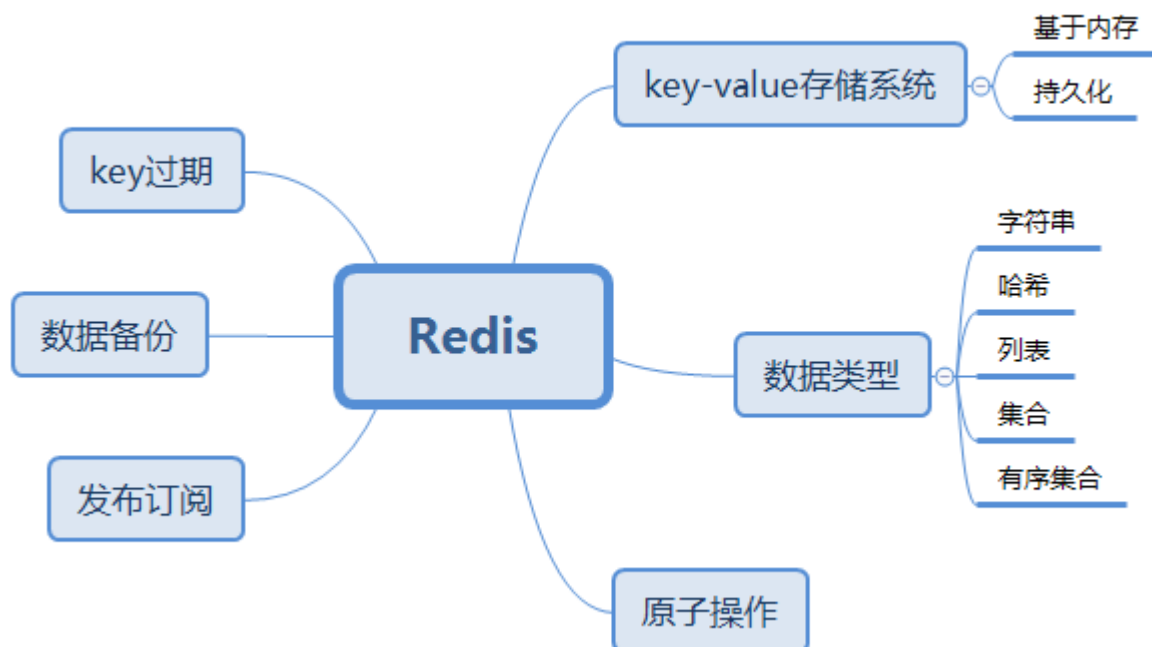 Redis
key-value存储系统
基于内存
持久化
数据类型
字符串
哈希
列表
集合
有序集合
原子操作
key过期
数据备份
发布订阅